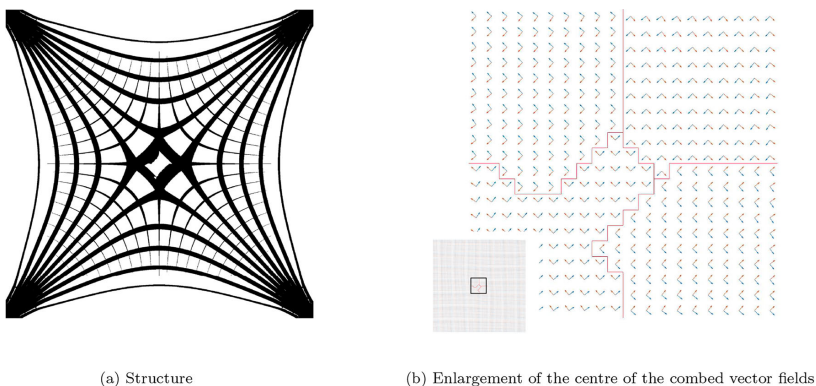 (a) Structure
(b) Enlargement of the centre of the combed vector fields